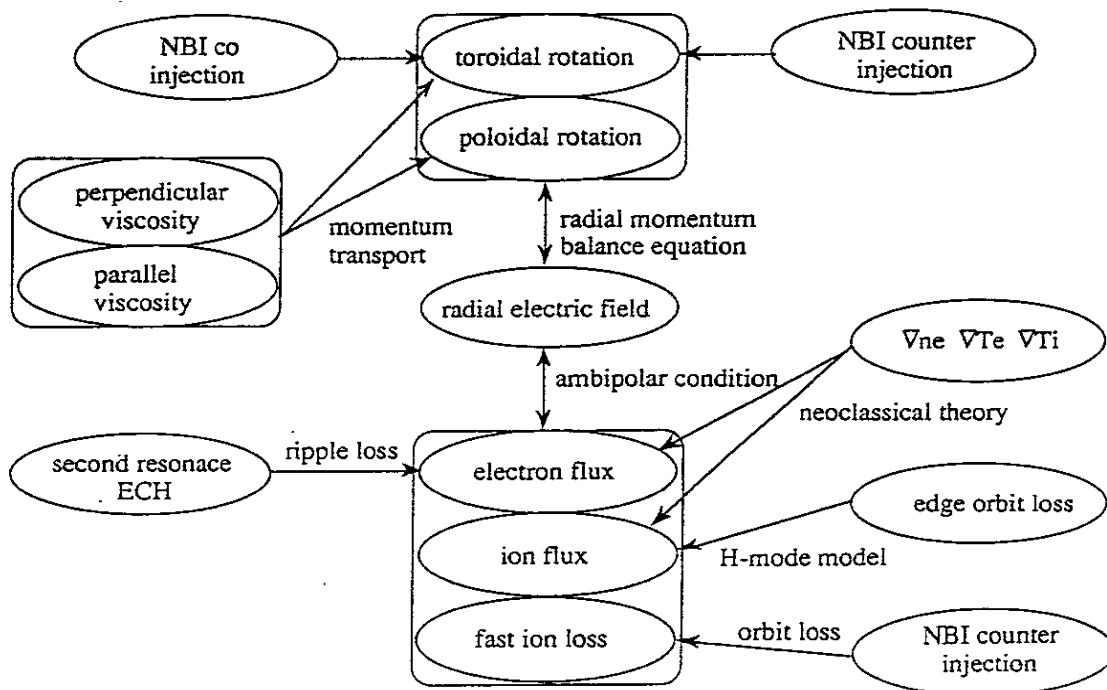 NBI co
injection
toroidal rotation
NBI counter
injection
poloidal rotation
perpendicular
viscosity
parallel
viscosity
momentum
transport
radial momentum
balance equation
radial electric field
∇ne ∇Te ∇Ti
ambipolar condition
neoclassical theory
second resonace
ECH
ripple loss
electron flux
edge orbit loss
ion flux
H-mode model
fast ion loss
orbit loss
NBI counter
injection